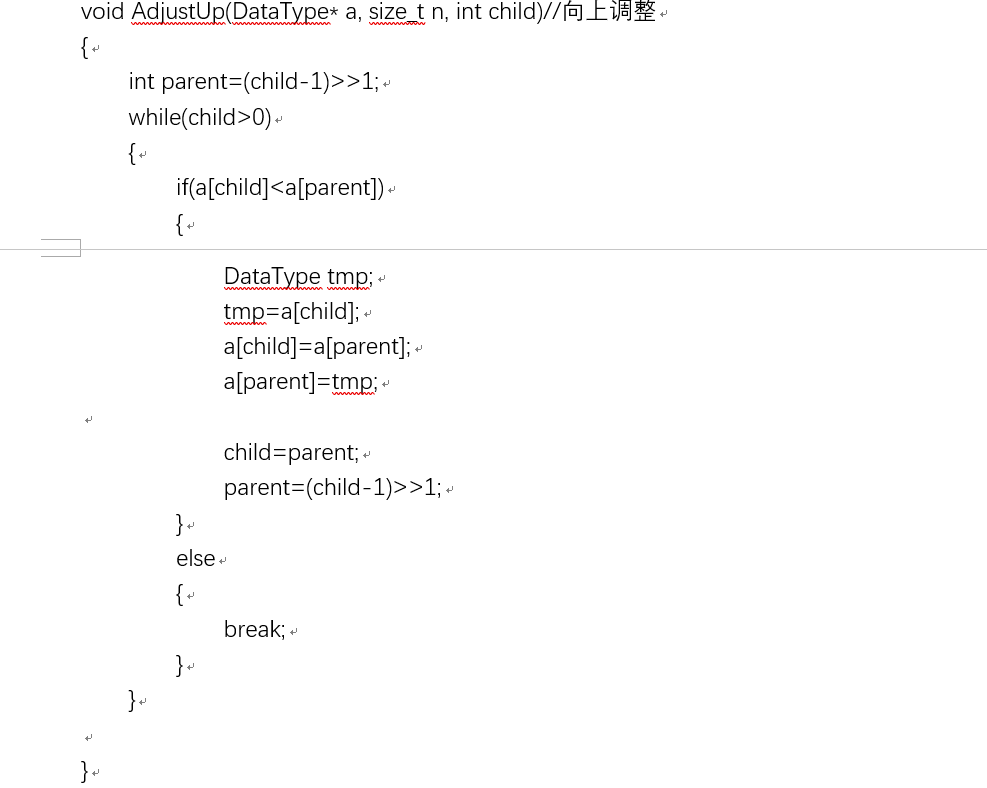 void AdjustUp(DataType* a, size_t n, int child)//向上调整
{
int parent=(child-1)>>1;
while(child>0)
{
if(a[child]<a[parent])
{
DataType tmp;
tmp=a[child];
a[child]=a[parent];
a[parent]=tmp;
child=parent;
parent=(child-1)>>1;
}
else
{
break;
}
}
}